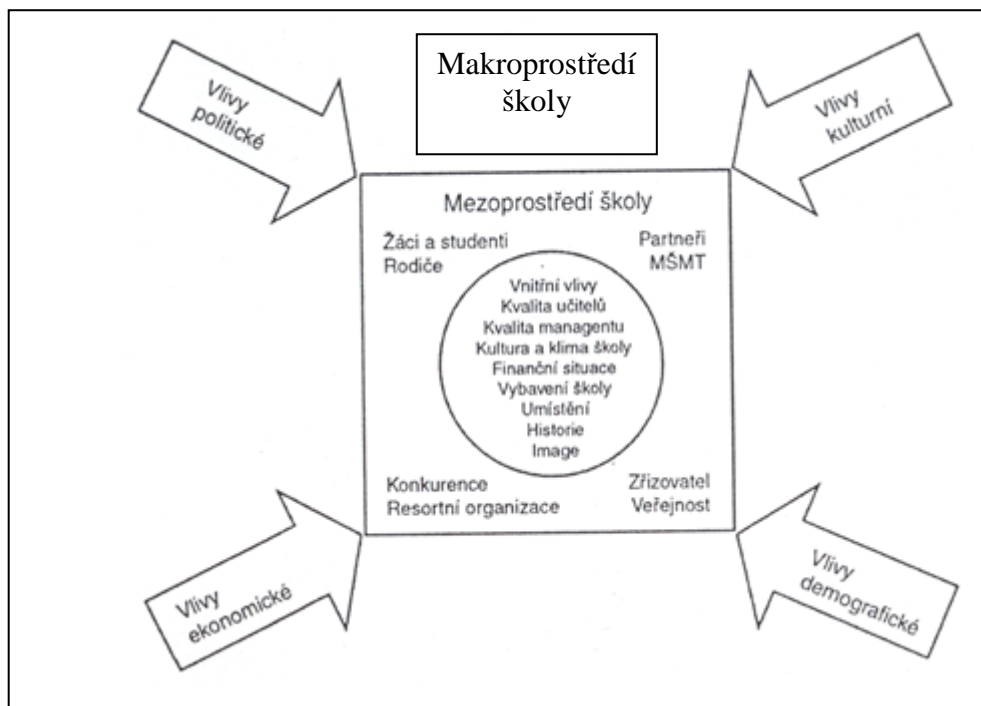 Makroprostředí
školy
Vlivy
politické
Vlivy
kulturní
Mezoprostředí školy
Žáci a studenti
Rodiče
Partneři
MŠMT
Vnitřní vlivy
Kvalita učitelů
Kvalita managentu
Kultura a klima školy
Finanční situace
Vybavení školy
Umístění
Historie
Image
Konkurence
Resortní organizace
Zřizovatel
Veřejnost
Vlivy
ekonomické
Vlivy
demografické